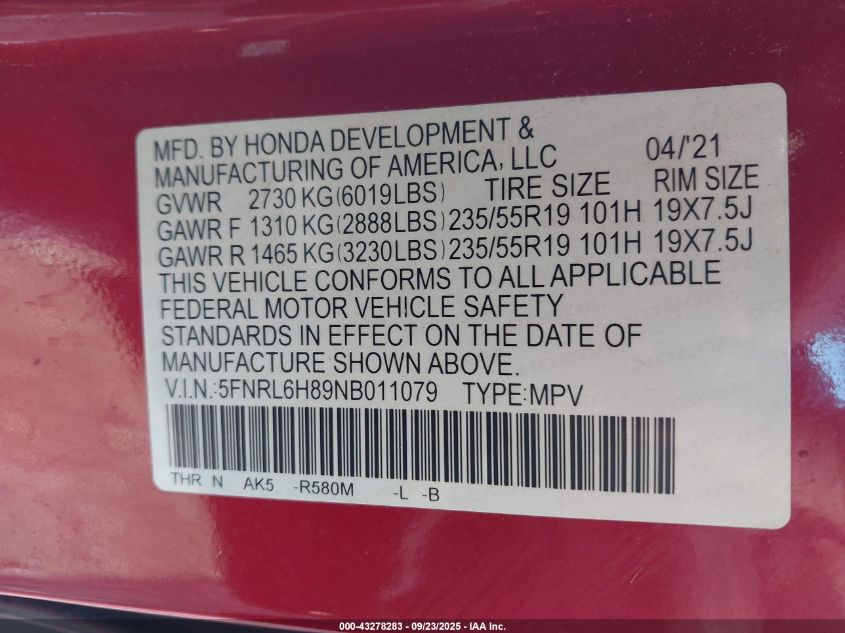 MFD. BY HONDA DEVELOPMENT &
MANUFACTURING OF AMERICA, LLC 04/'21
GVWR 2730 KG(6019LBS) TIRE SIZE RIM SIZE
GAWR F 1310 KG(2888LBS) 235/55R19 101H 19X7.5J
GAWR R 1465 KG(3230LBS) 235/55R19 101H 19X7.5J
THIS VEHICLE CONFORMS TO ALL APPLICABLE
FEDERAL MOTOR VEHICLE SAFETY
STANDARDS IN EFFECT ON THE DATE OF
MANUFACTURE SHOWN ABOVE.
V.I.N.:5FNRL6H89NB011079 TYPE:MPV
THR N AK5 -R580M -L -B
000-43278283 - 09/23/2025 - IAA Inc.